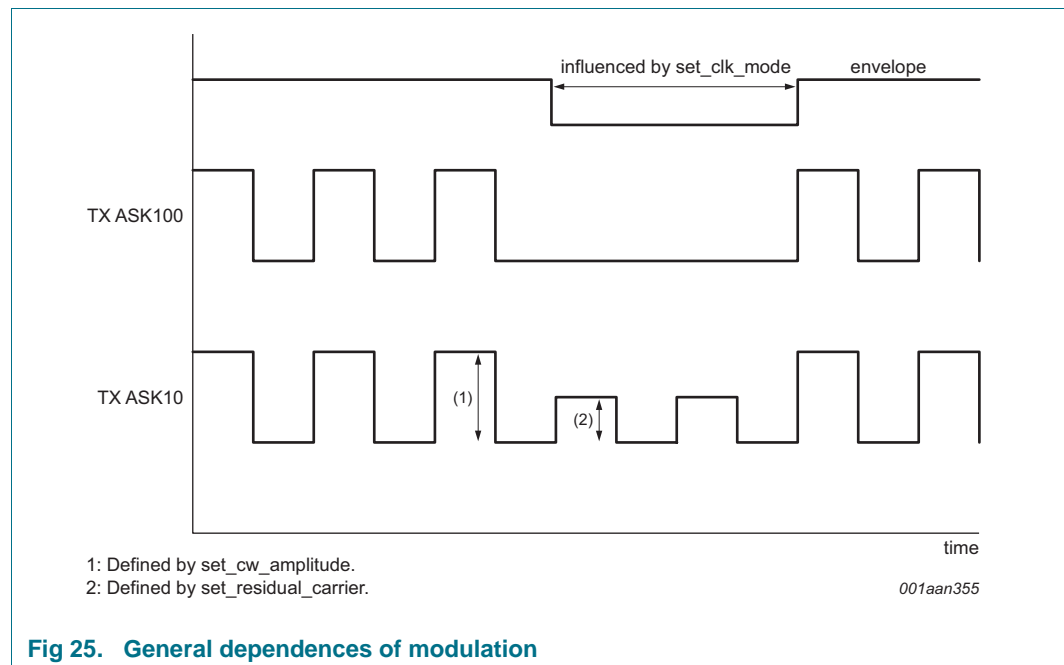 influenced by set_clk_mode
envelope
TX ASK100
TX ASK10
(1)
(2)
time
1: Defined by set_cw_amplitude.
2: Defined by set_residual_carrier.
001aan355
Fig 25. General dependences of modulation